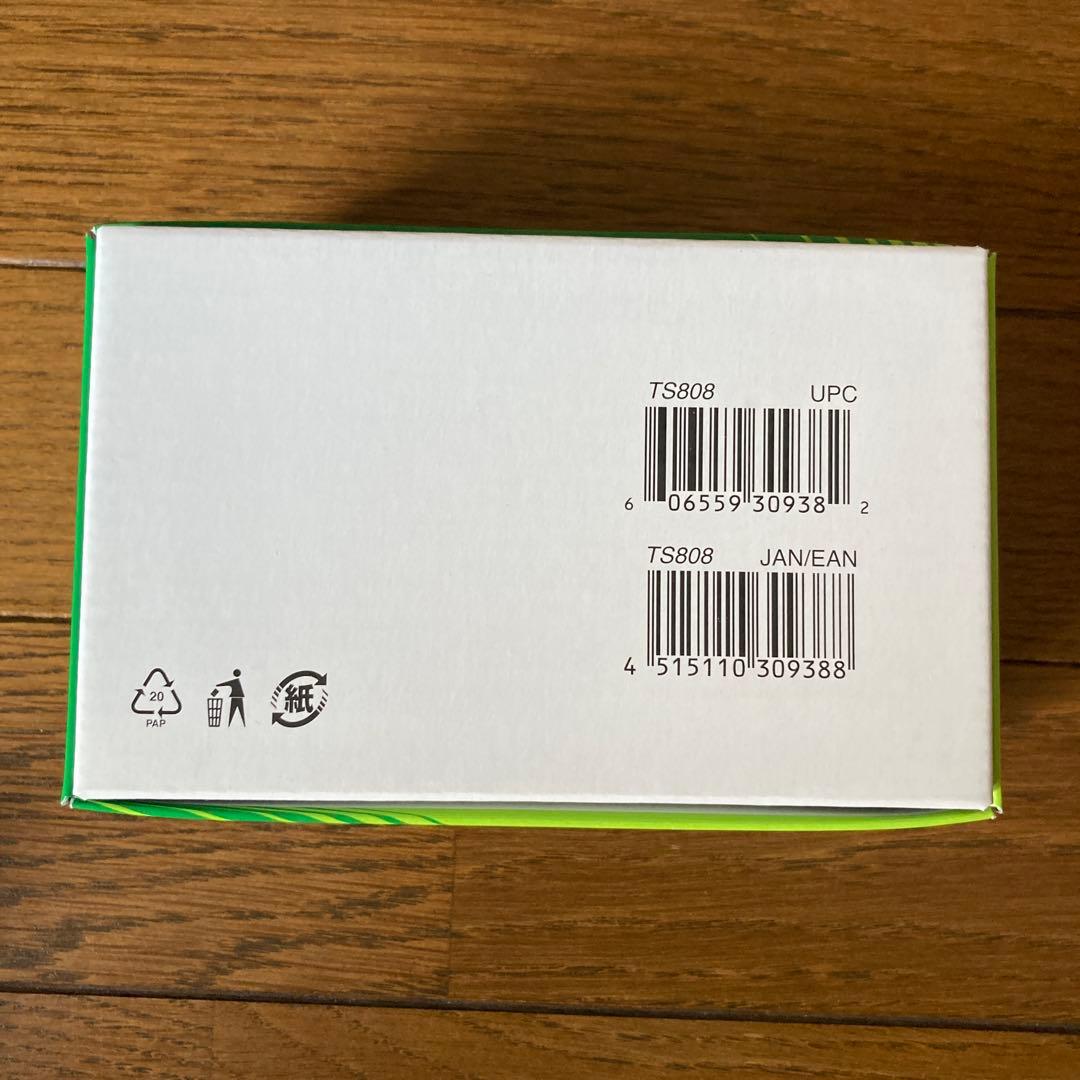 TS808 UPC
6 06559 30938 2
TS808 JAN/EAN
4 515110 309388
20
PAP
紙